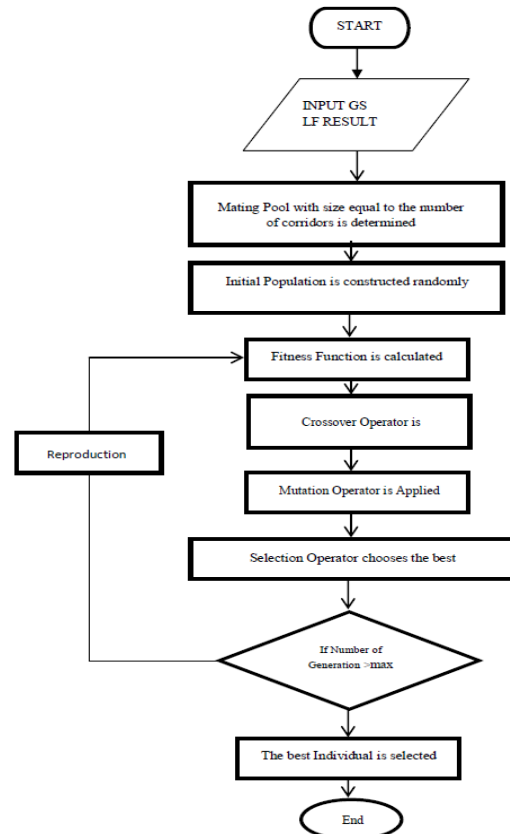 START
INPUT GS
LF RESULT
Mating Pool with size equal to the number
of corridors is determined
Initial Population is constructed randomly
Fitness Function is calculated
Crossover Operator is
Reproduction
Mutation Operator is Applied
Selection Operator chooses the best
If Number of
Generation >max
The best Individual is selected
End